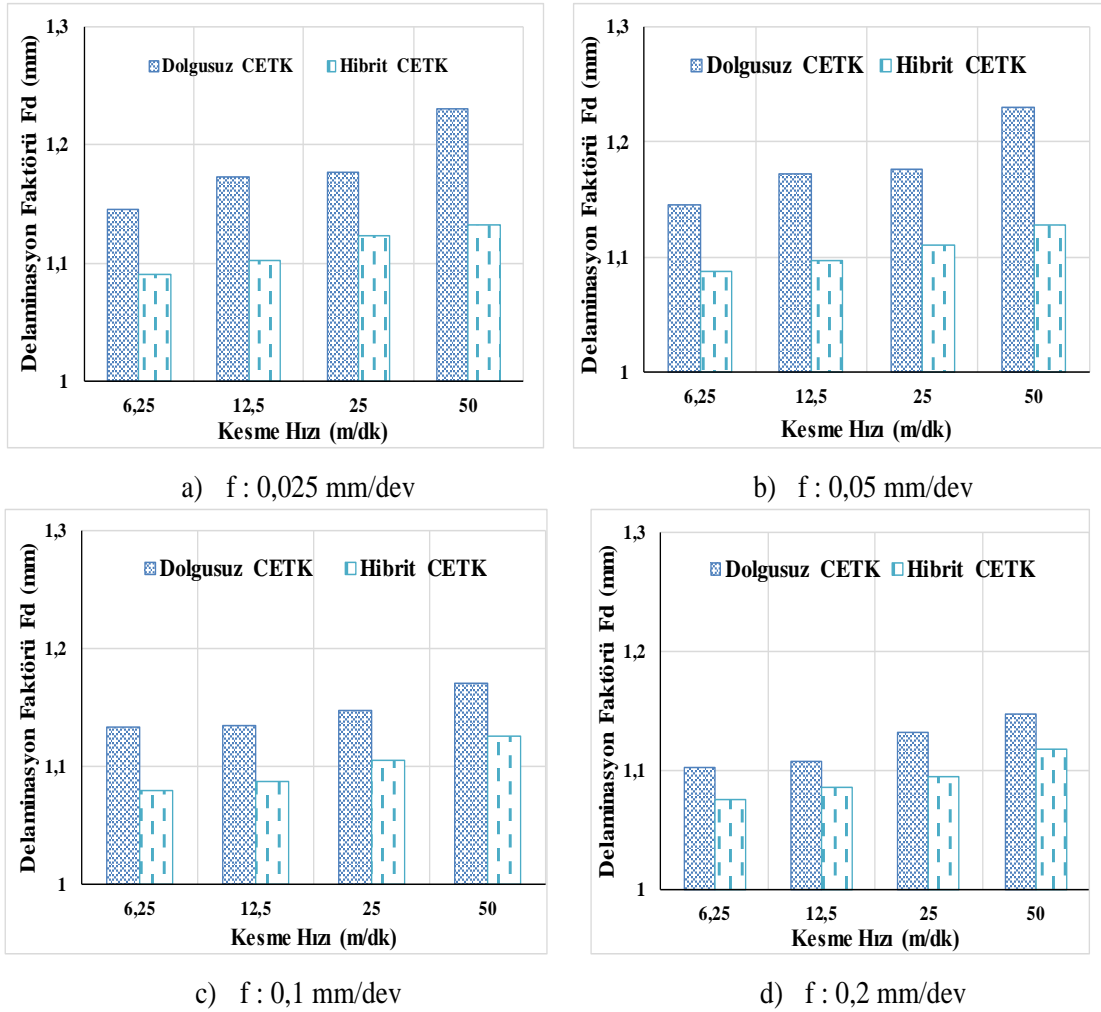 1,3
Dolgusuz CETK Hibrit CETK
1,2
1,1
1
6,25 12,5 25 50
Kesme Hızı (m/dk)
Delaminasyon Faktörü Fd (mm)
a) f : 0,025 mm/dev
1,3
Dolgusuz CETK Hibrit CETK
1,2
1,1
1
6,25 12,5 25 50
Kesme Hızı (m/dk)
Delaminasyon Faktörü Fd (mm)
b) f : 0,05 mm/dev
1,3
Dolgusuz CETK Hibrit CETK
1,2
1,1
1
6,25 12,5 25 50
Kesme Hızı (m/dk)
Delaminasyon Faktörü Fd (mm)
c) f : 0,1 mm/dev
1,3
Dolgusuz CETK Hibrit CETK
1,2
1,1
1
6,25 12,5 25 50
Kesme Hızı (m/dk)
Delaminasyon Faktörü Fd (mm)
d) f : 0,2 mm/dev